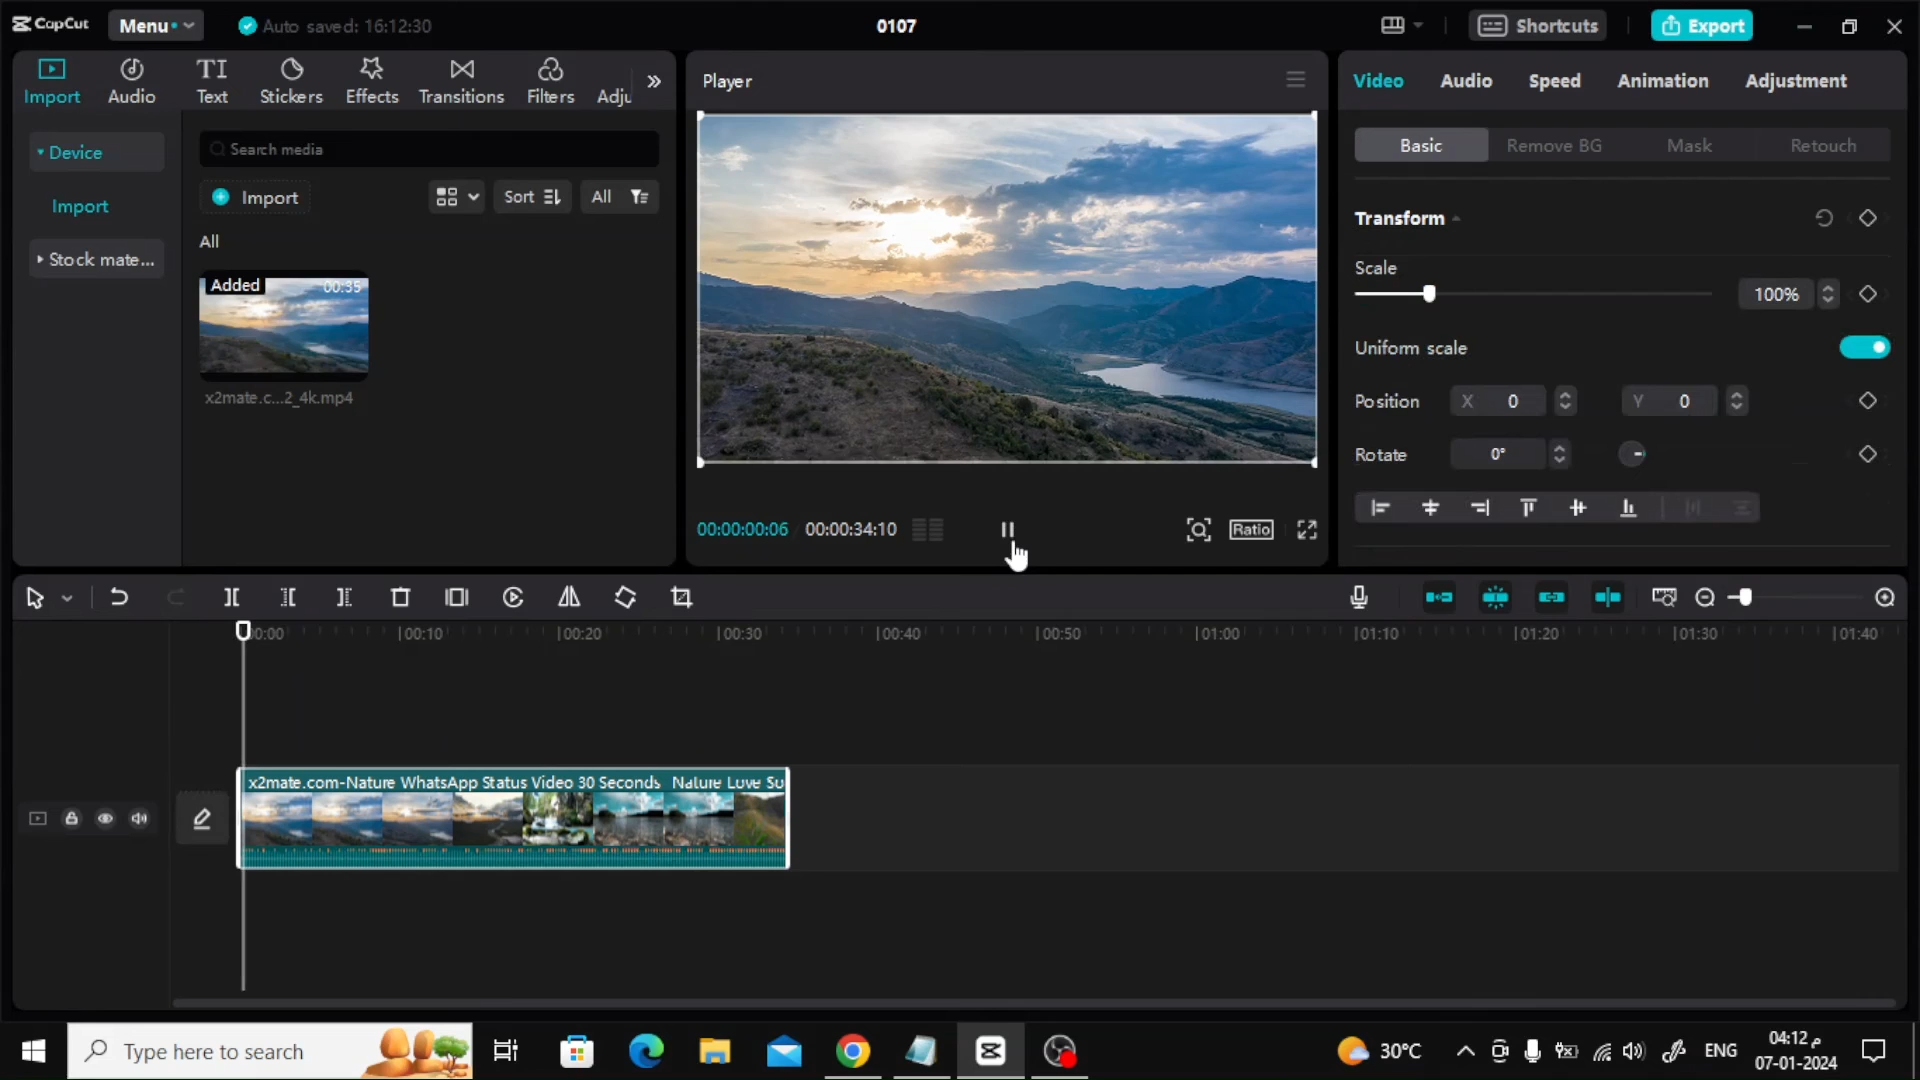 CapCut
Menu
Auto saved: 16:12:30
0107
Shortcuts
Export
Import
Audio
Text
Stickers
Effects
Transitions
Filters
Adju
Device
Import
Stock mate...
Search media
Import
Sort
All
All
Added
00:35
x2mate.c...2_4k.mp4
Player
00:00:00:06
00:00:34:10
Ratio
Video
Audio
Speed
Animation
Adjustment
Basic
Remove BG
Mask
Retouch
Transform
Scale
100%
Uniform scale
Position
X 0
Y 0
Rotate
0°
00:00
00:10
00:20
00:30
00:40
00:50
01:00
01:10
01:20
01:30
01:40
x2mate.com-Nature WhatsApp Status Video 30 Seconds Nature Love So
Type here to search
30°C
ENG
04:12 م
07-01-2024